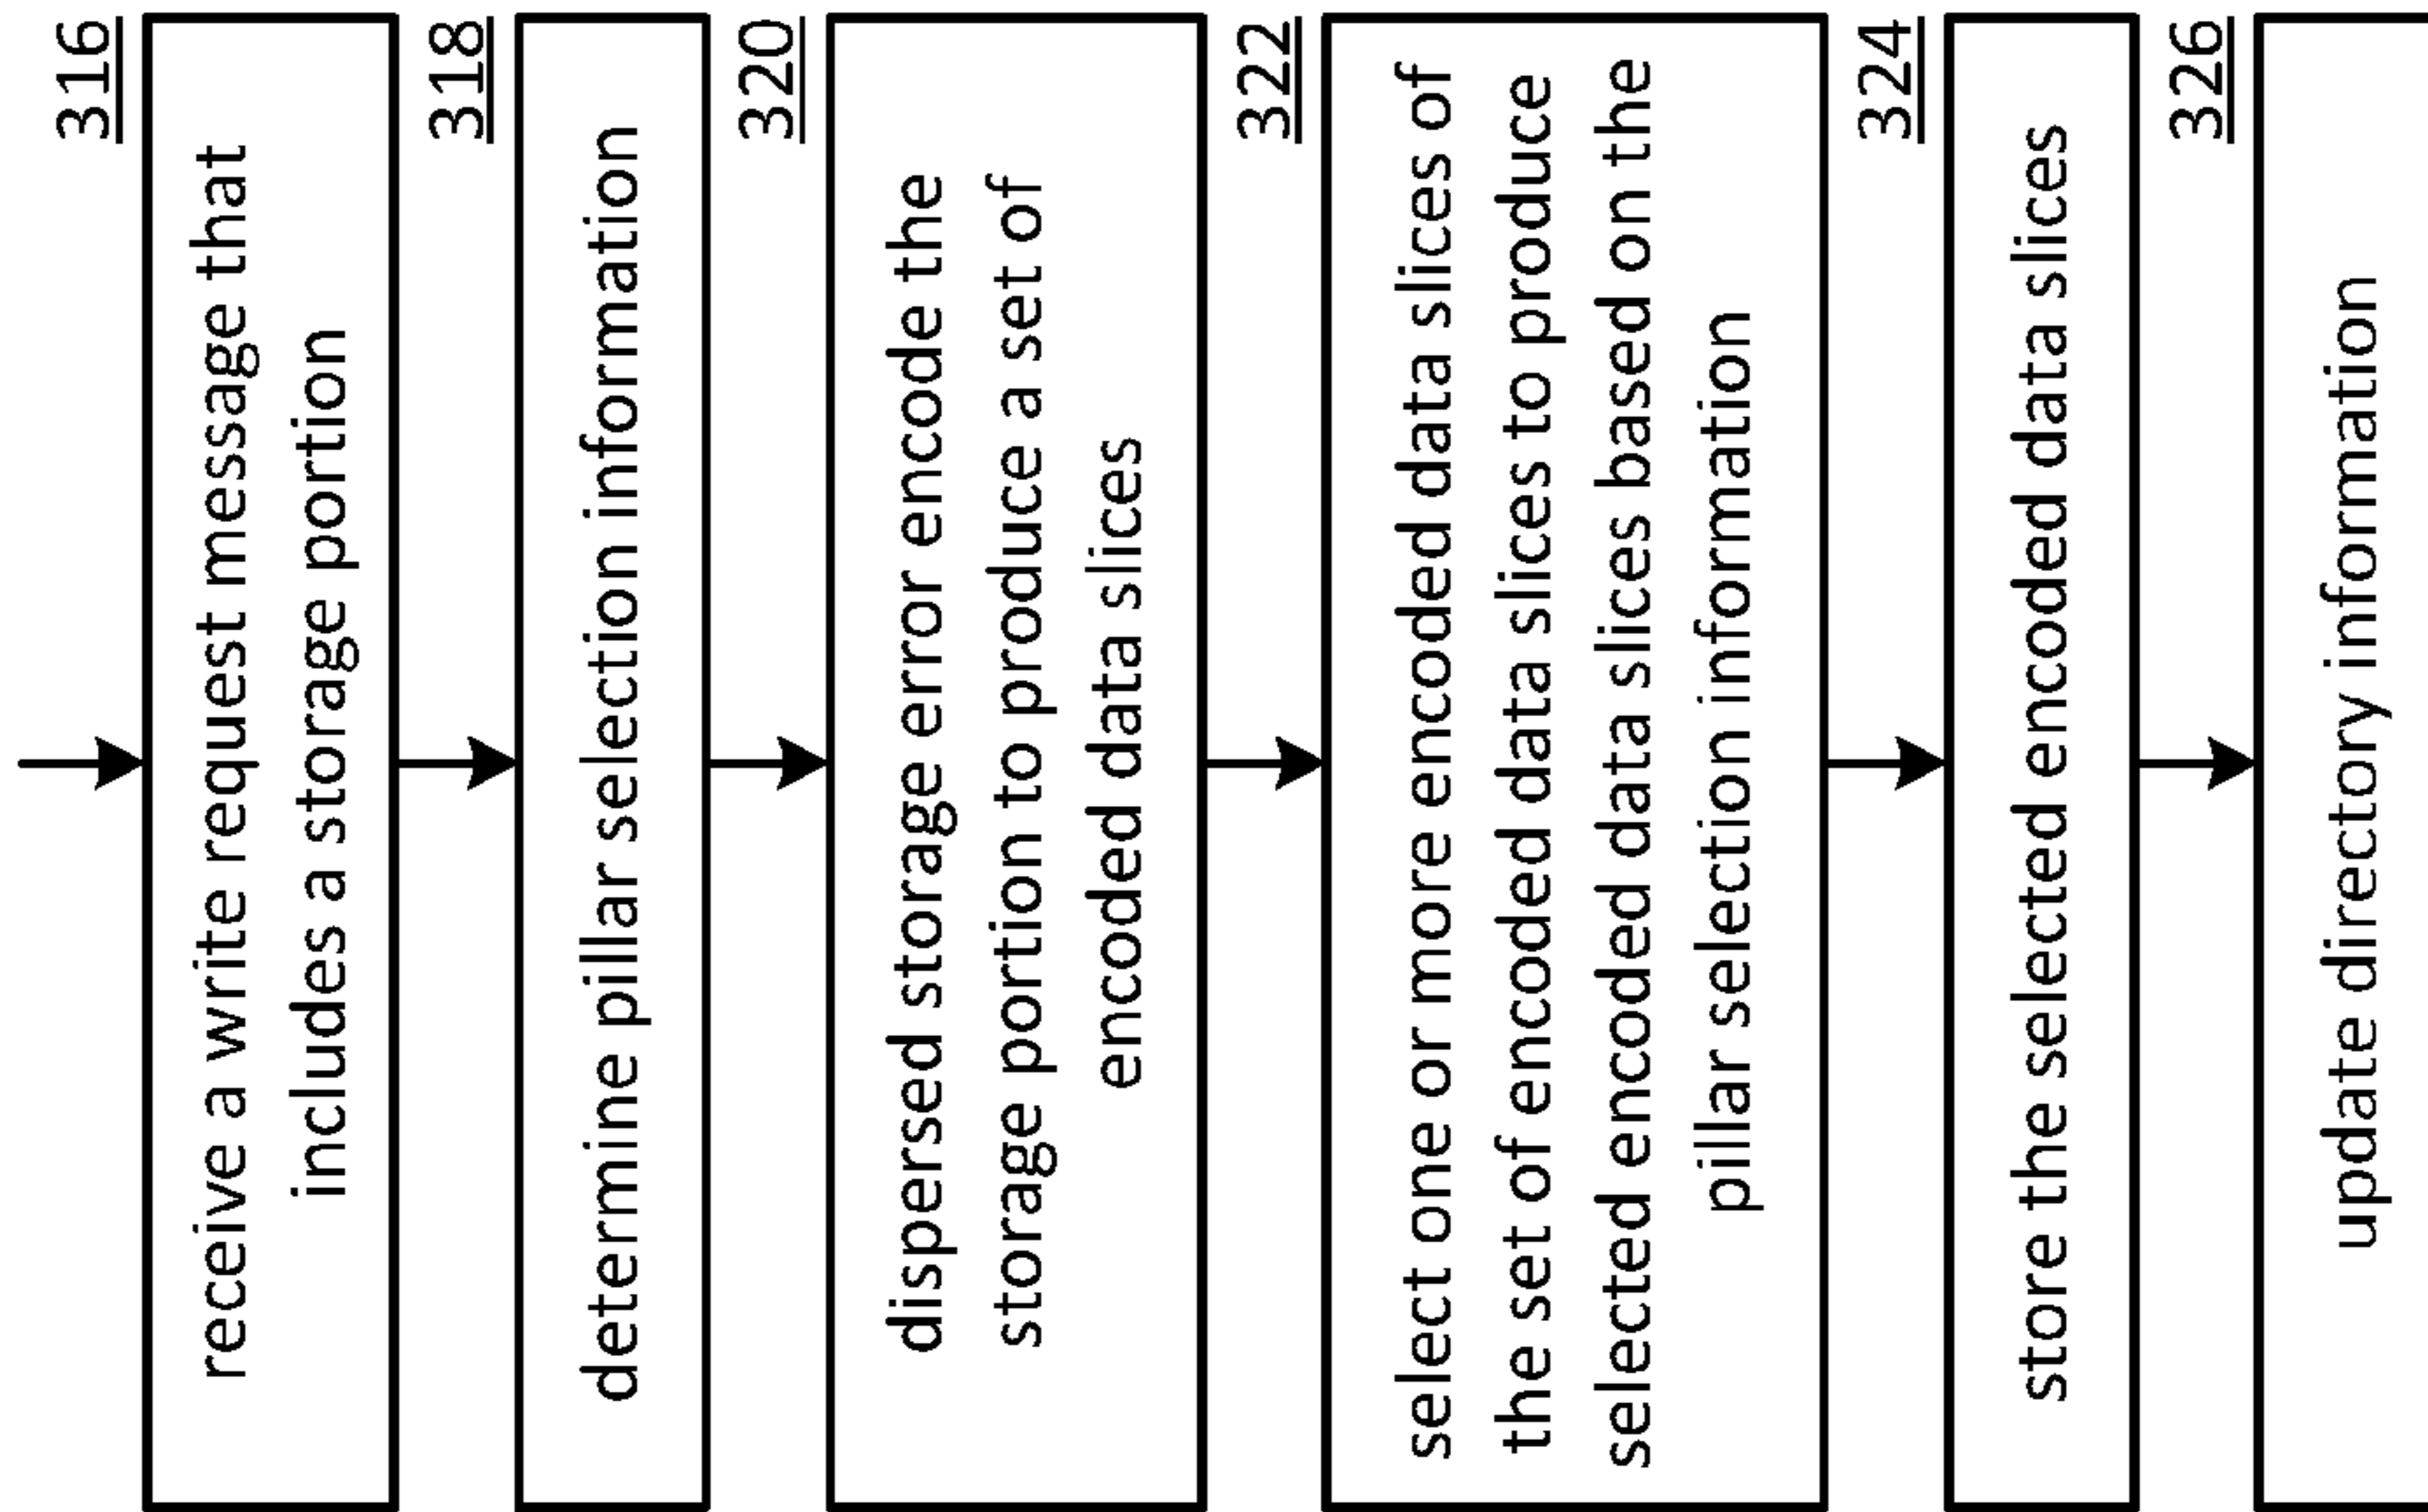 316
receive a write request message that
includes a storage portion
318
determine pillar selection information
320
dispersed storage error encode the
storage portion to produce a set of
encoded data slices
322
select one or more encoded data slices of
the set of encoded data slices to produce
selected encoded data slices based on the
pillar selection information
324
store the selected encoded data slices
326
update directory information